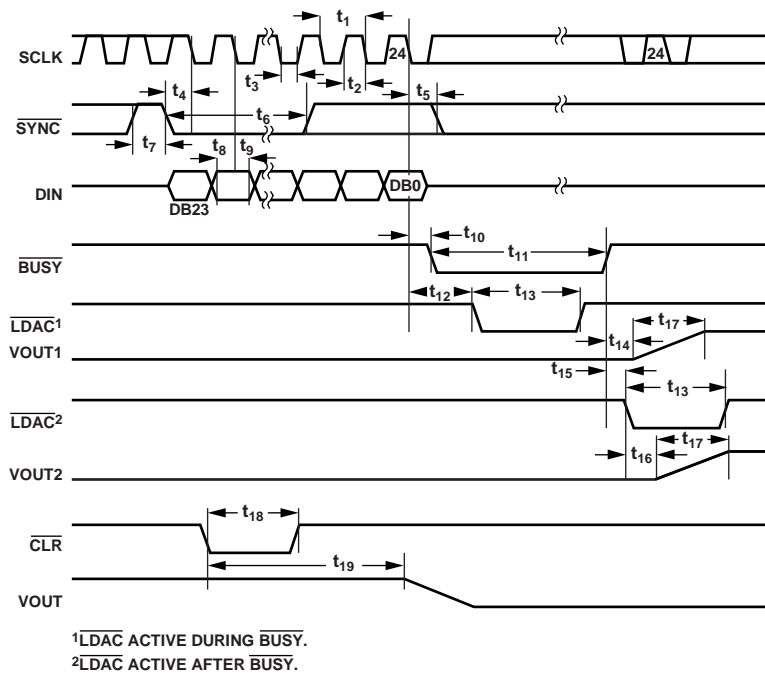 t1
SCLK
24
24
t3
t2
t4
t5
t6
SYNC
t7
t8
t9
DIN
DB23
DB0
t10
t11
BUSY
t12
t13
LDAC1
t17
t14
VOUT1
t15
t13
LDAC2
t17
t16
VOUT2
t18
CLR
t19
VOUT
1LDAC ACTIVE DURING BUSY.
2LDAC ACTIVE AFTER BUSY.